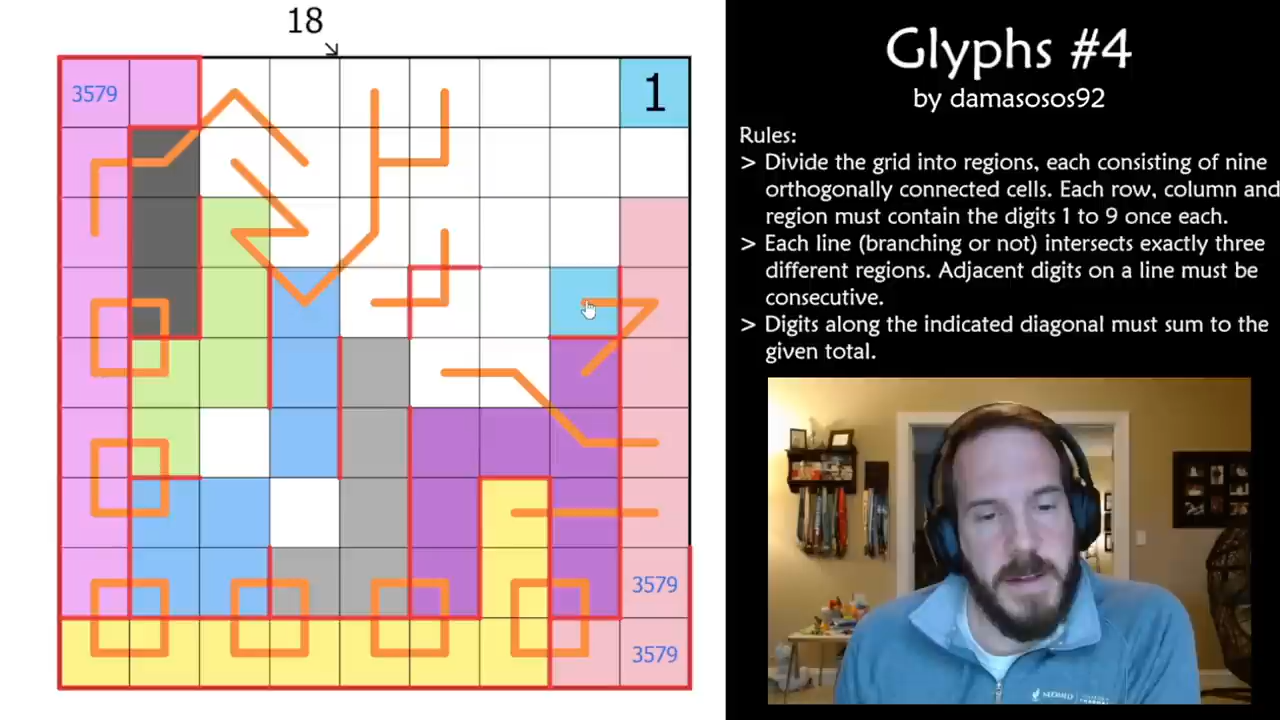 18
3579
1
3579
3579
Glyphs #4
by damasosos92
Rules:
> Divide the grid into regions, each consisting of nine
orthogonally connected cells. Each row, column and
region must contain the digits 1 to 9 once each.
> Each line (branching or not) intersects exactly three
different regions. Adjacent digits on a line must be
consecutive.
> Digits along the indicated diagonal must sum to the
given total.